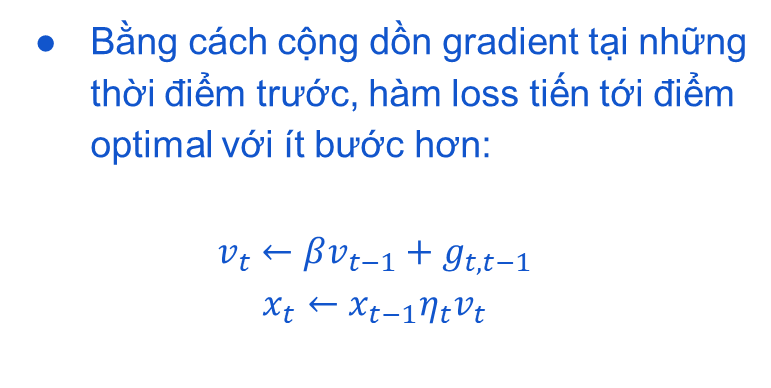 ● Bằng cách cộng dồn gradient tại những
thời điểm trước, hàm loss tiến tới điểm
optimal với ít bước hơn:
𝑣ₜ ← 𝛽𝑣ₜ₋₁ + 𝑔ₜ,ₜ₋₁
𝑥ₜ ← 𝑥ₜ₋₁𝜂ₜ𝑣ₜ